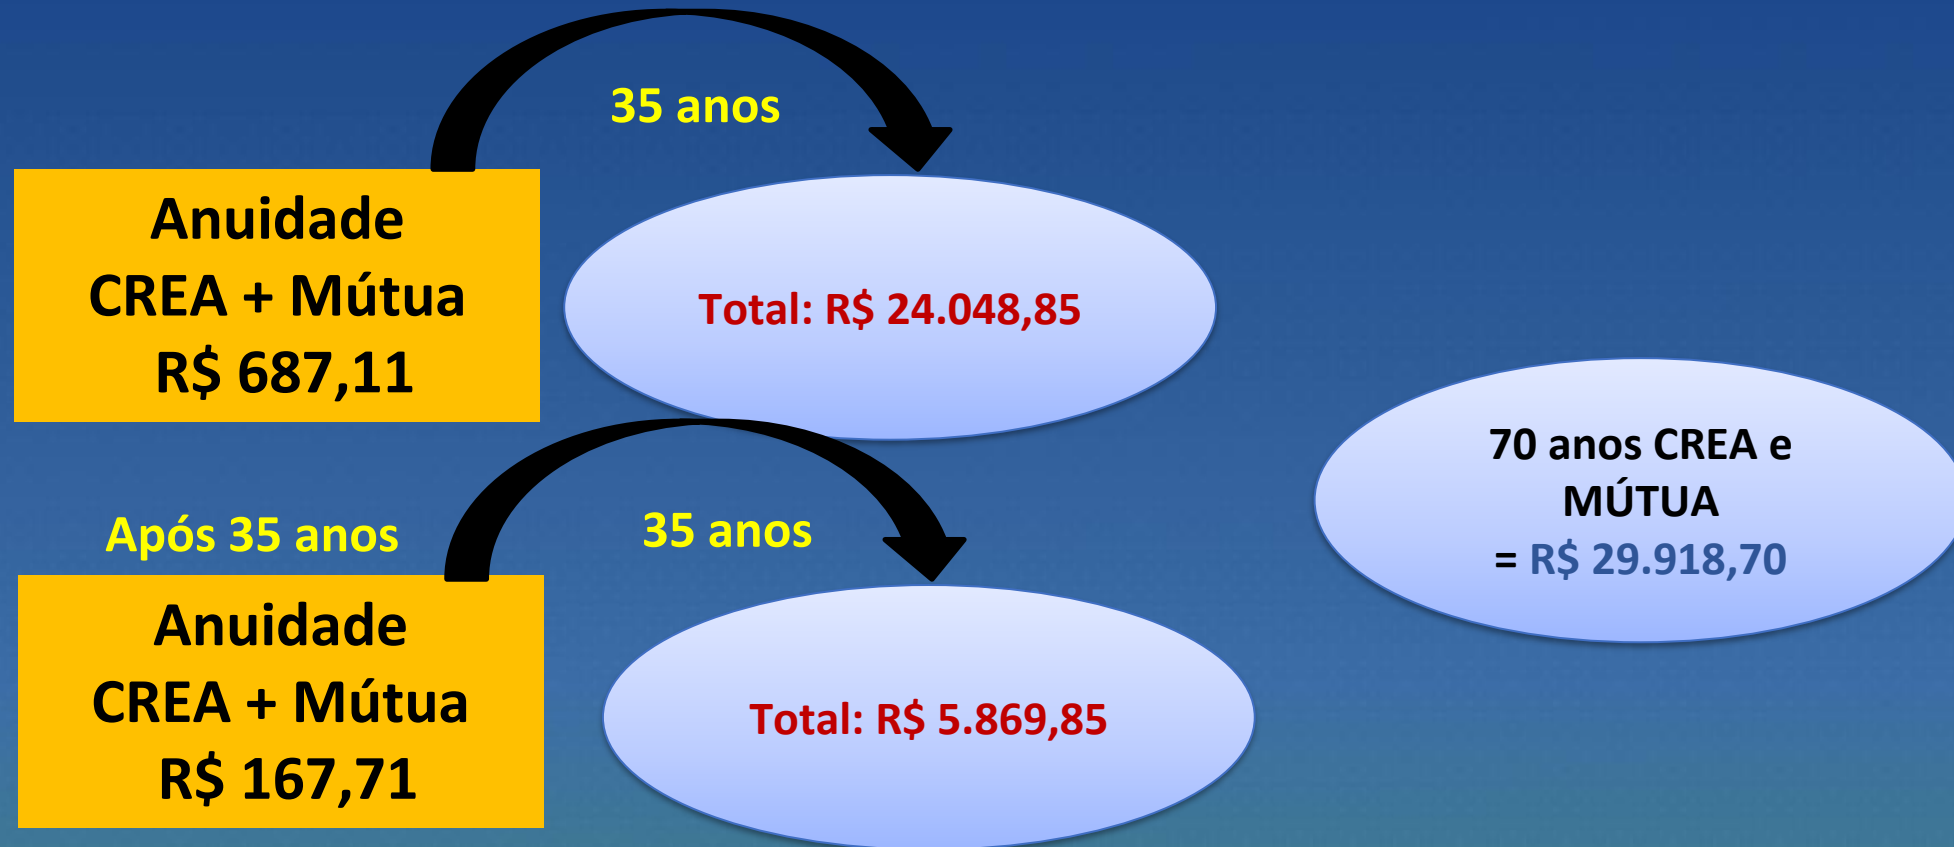 35 anos
Anuidade
CREA + Mútua
R$ 687,11
Total: R$ 24.048,85
Após 35 anos
35 anos
Anuidade
CREA + Mútua
R$ 167,71
Total: R$ 5.869,85
70 anos CREA e
MÚTUA
= R$ 29.918,70